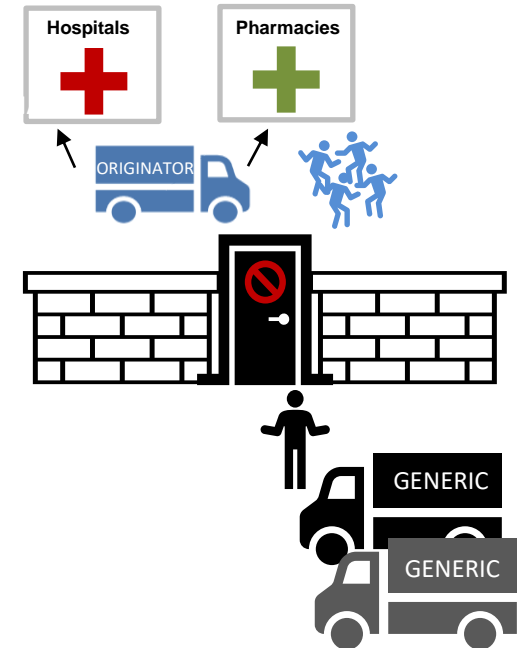 Hospitals
Pharmacies
ORIGINATOR
GENERIC
GENERIC